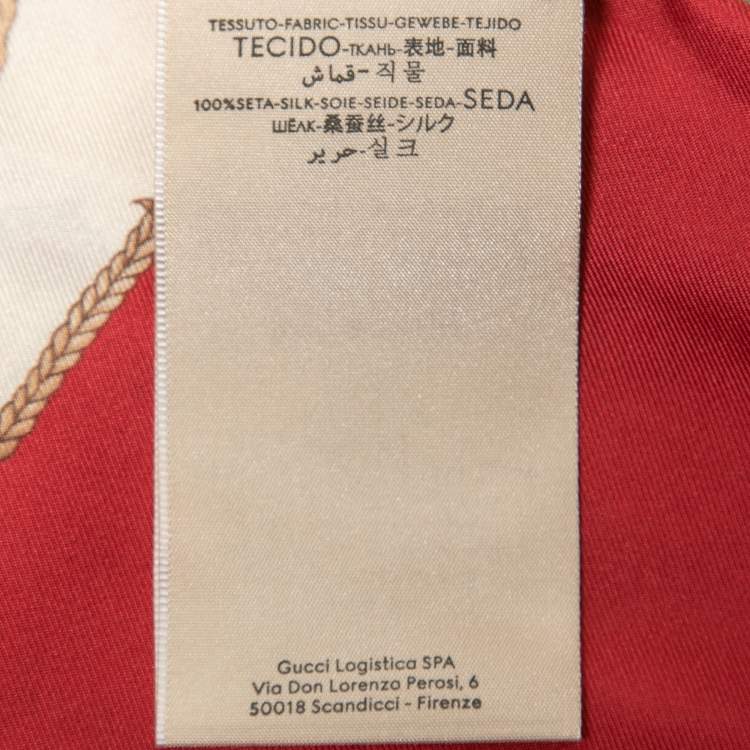 TESSUTO-FABRIC-TISSU-GEWEBE-TEJIDO
TECIDO-ТКАНЬ-表地-面料
قماش-직물
100%SETA-SILK-SOIE-SEIDE-SEDA-SEDA
ШЁЛК-桑蚕丝-シルク
حرير-실크
Gucci Logistica SPA
Via Don Lorenzo Perosi, 6
50018 Scandicci - Firenze